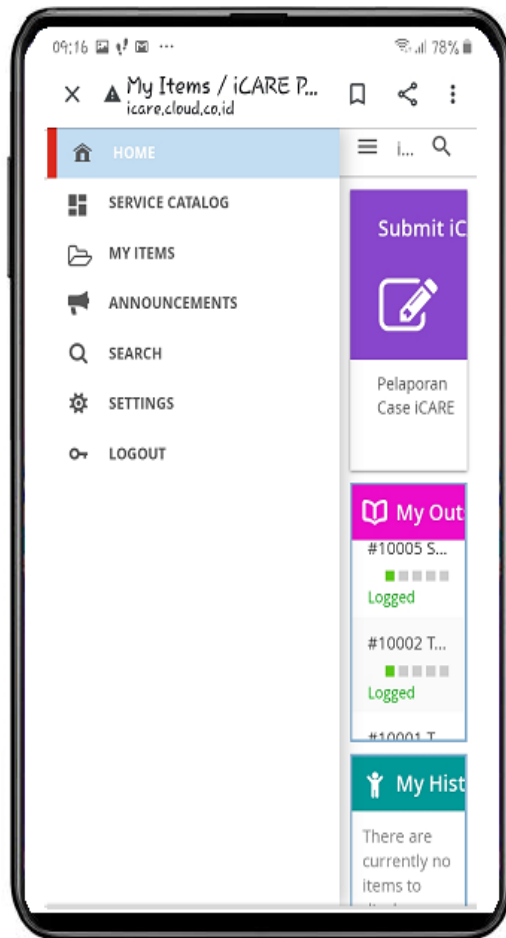 09:16 ... 78%
My Items / iCARE P...
icare.cloud.co.id
HOME
i...
SERVICE CATALOG
MY ITEMS
ANNOUNCEMENTS
SEARCH
SETTINGS
LOGOUT
Submit iC
Pelaporan
Case iCARE
My Out
#10005 S...
Logged
#10002 T...
Logged
#10001 T
My Hist
There are
currently no
items to